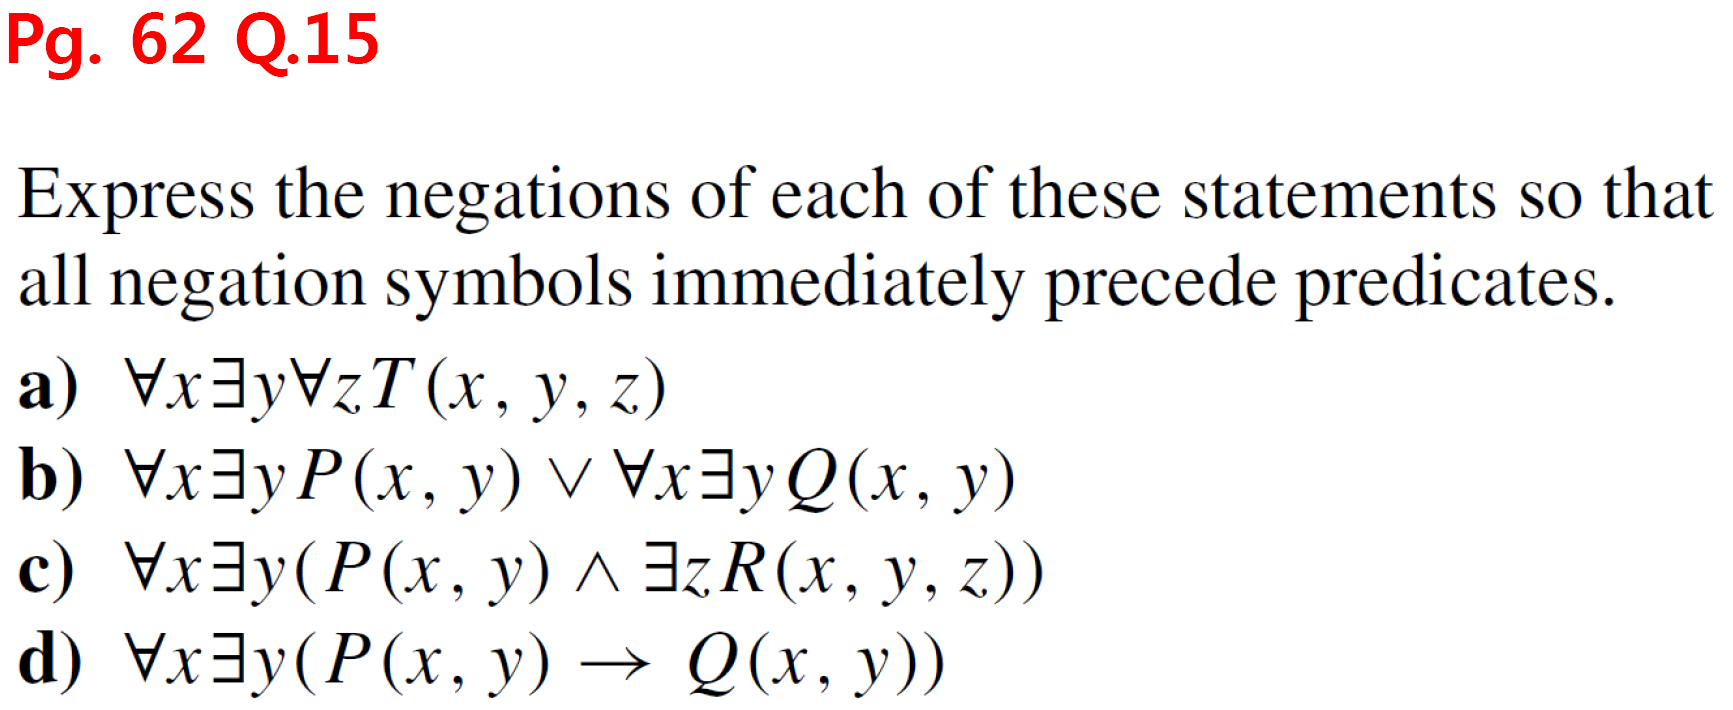 Pg. 62 Q.15
Express the negations of each of these statements so that
all negation symbols immediately precede predicates.
a) ∀x∃y∀zT(x, y, z)
b) ∀x∃yP(x, y) ∨ ∀x∃yQ(x, y)
c) ∀x∃y(P(x, y) ∧ ∃zR(x, y, z))
d) ∀x∃y(P(x, y) → Q(x, y))